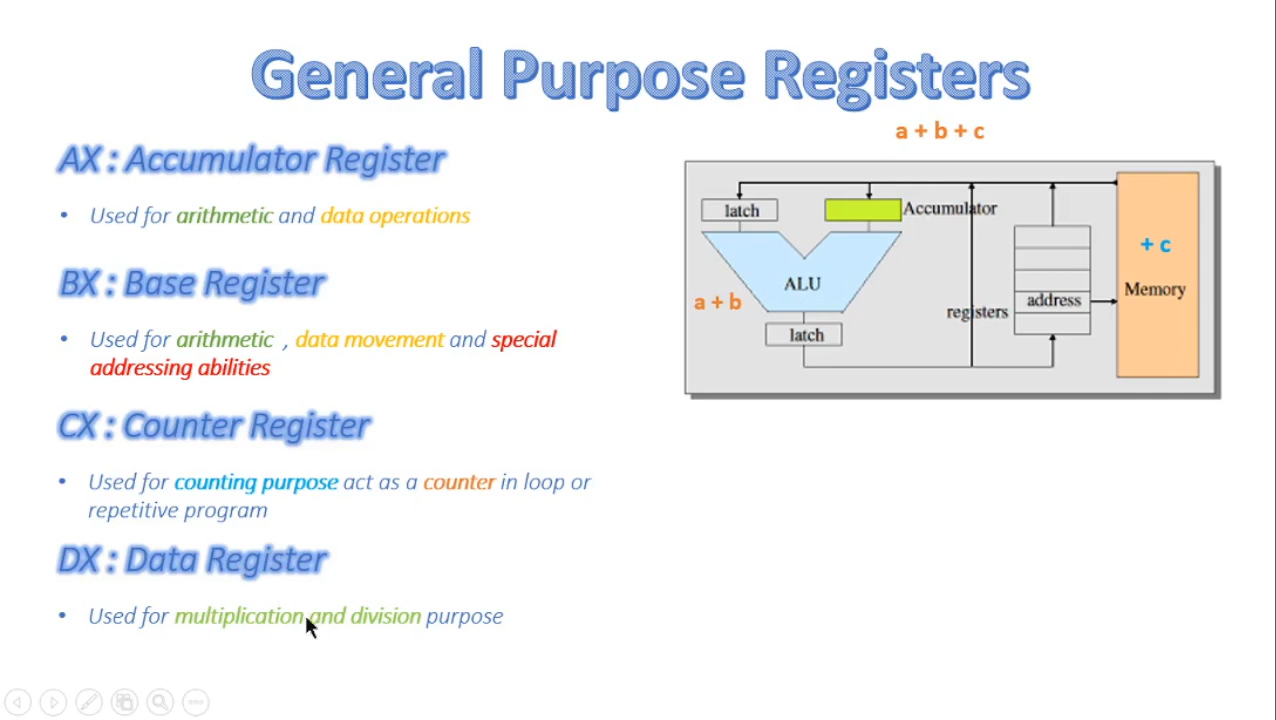 General Purpose Registers
AX : Accumulator Register
• Used for arithmetic and data operations
BX : Base Register
• Used for arithmetic , data movement and special
addressing abilities
CX : Counter Register
• Used for counting purpose act as a counter in loop or
repetitive program
DX : Data Register
• Used for multiplication and division purpose
a + b + c
latch
Accumulator
+ c
ALU
Memory
a + b
address
registers
latch